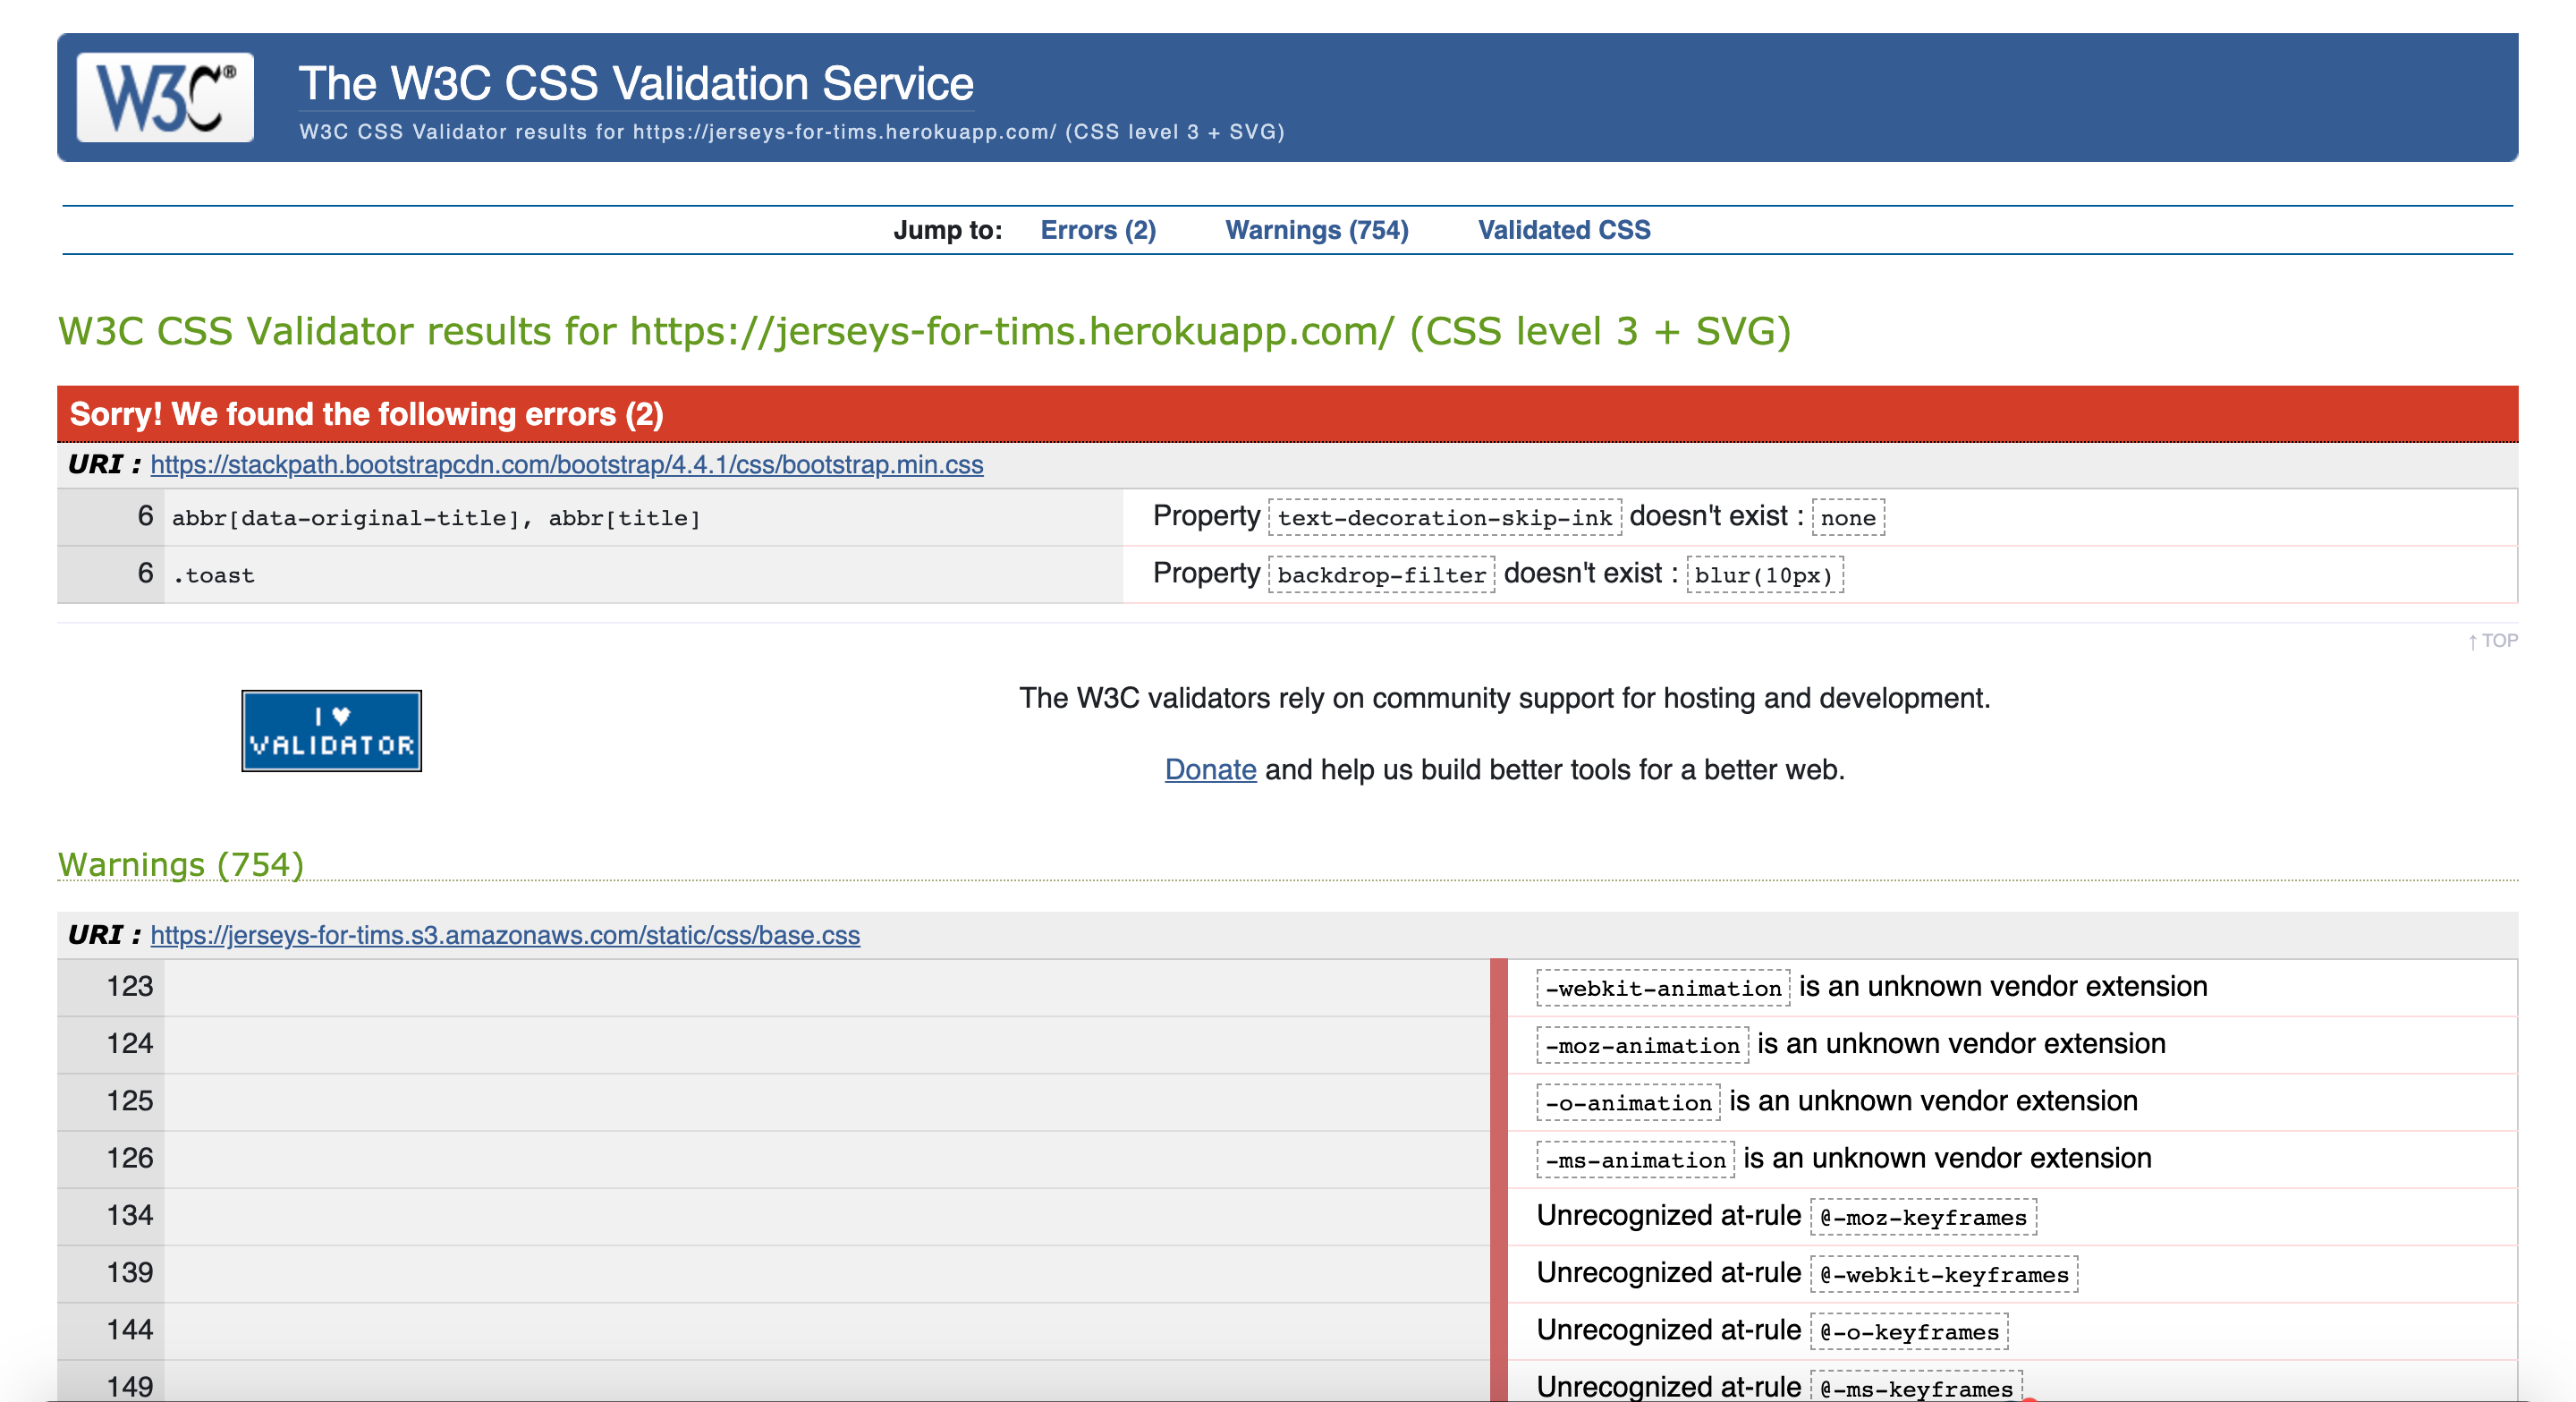 W3C®
The W3C CSS Validation Service
W3C CSS Validator results for https://jerseys-for-tims.herokuapp.com/ (CSS level 3 + SVG)
Jump to: Errors (2) Warnings (754) Validated CSS
W3C CSS Validator results for https://jerseys-for-tims.herokuapp.com/ (CSS level 3 + SVG)
Sorry! We found the following errors (2)
URI : https://stackpath.bootstrapcdn.com/bootstrap/4.4.1/css/bootstrap.min.css
6 abbr[data-original-title], abbr[title] Property text-decoration-skip-ink doesn't exist : none
6 .toast Property backdrop-filter doesn't exist : blur(10px)
↑ TOP
I ♥
VALIDATOR
The W3C validators rely on community support for hosting and development.
Donate and help us build better tools for a better web.
Warnings (754)
URI : https://jerseys-for-tims.s3.amazonaws.com/static/css/base.css
123 -webkit-animation is an unknown vendor extension
124 -moz-animation is an unknown vendor extension
125 -o-animation is an unknown vendor extension
126 -ms-animation is an unknown vendor extension
134 Unrecognized at-rule @-moz-keyframes
139 Unrecognized at-rule @-webkit-keyframes
144 Unrecognized at-rule @-o-keyframes
149 Unrecognized at-rule @-ms-keyframes